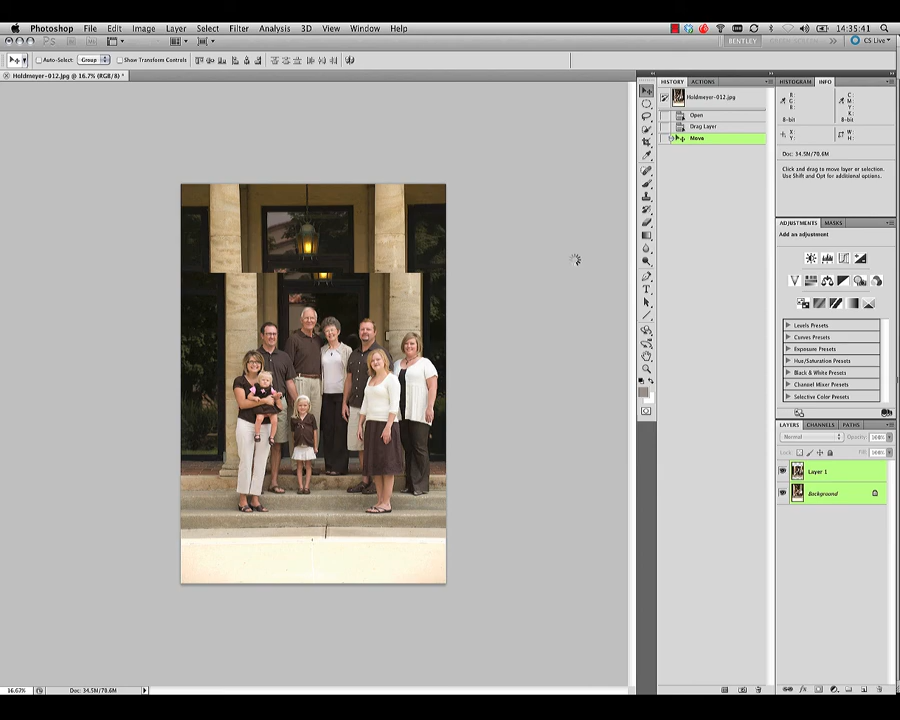 Photoshop File Edit Image Layer Select Filter Analysis 3D View Window Help 14:35:41
Ps BENTLEY CS Live
Auto-Select: Group Show Transform Controls
Holdmeyer-012.jpg @ 16.7% (RGB/8) *
HISTORY ACTIONS
Holdmeyer-012.jpg
Open
Drag Layer
Move
HISTOGRAM INFO
R: C:
G: M:
B: Y:
K:
8-bit 8-bit
X: W:
Y: H:
Doc: 34.5M/70.6M
Click and drag to move layer or selection.
Use Shift and Opt for additional options.
ADJUSTMENTS MASKS
Add an adjustment
Levels Presets
Curves Presets
Exposure Presets
Hue/Saturation Presets
Black & White Presets
Channel Mixer Presets
Selective Color Presets
LAYERS CHANNELS PATHS
Normal Opacity: 100%
Lock: Fill: 100%
Layer 1
Background
16.67% Doc: 34.5M/70.6M